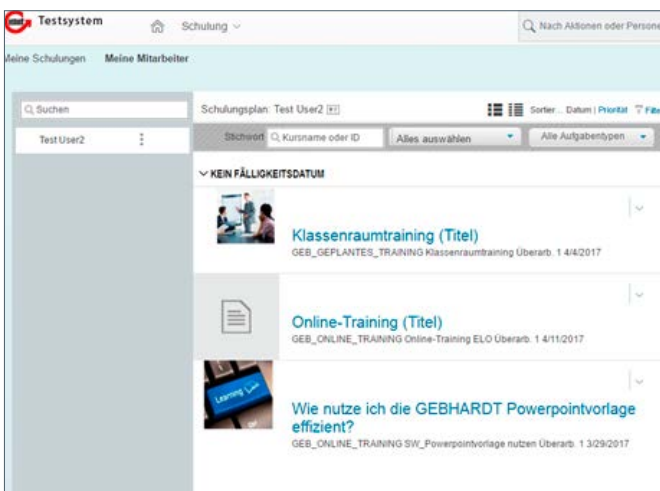 Testsystem
Schulung
Nach Aktionen oder Persone
Meine Schulungen Meine Mitarbeiter
Suchen
Test User2
Schulungsplan: Test User2
Sortier... Datum | Priorität Filte
Stichwort Kursname oder ID Alles auswählen Alle Aufgabentypen
KEIN FÄLLIGKEITSDATUM
Klassenraumtraining (Titel)
GEB_GEPLANTES_TRAINING Klassenraumtraining Überarb. 1 4/4/2017
Online-Training (Titel)
GEB_ONLINE_TRAINING Online-Training ELO Überarb. 1 4/11/2017
Learning
Wie nutze ich die GEBHARDT Powerpointvorlage
effizient?
GEB_ONLINE_TRAINING SW_Powerpointvorlage nutzen Überarb. 1 3/29/2017